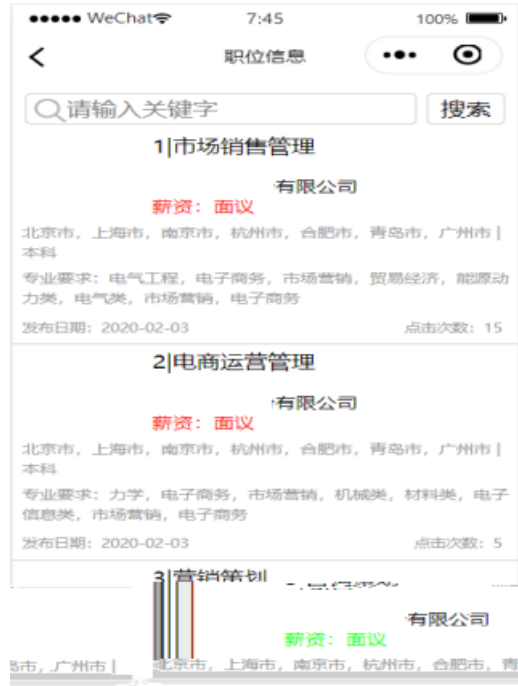 WeChat 7:45 100%
职位信息
请输入关键字 搜索
1|市场销售管理
有限公司
薪资：面议
北京市，上海市，南京市，杭州市，合肥市，青岛市，广州市|
本科
专业要求：电气工程，电子商务，市场营销，贸易经济，能源动
力类，电气类，市场营销，电子商务
发布日期：2020-02-03 点击次数：15
2|电商运营管理
有限公司
薪资：面议
北京市，上海市，南京市，杭州市，合肥市，青岛市，广州市|
本科
专业要求：力学，电子商务，市场营销，机械类，材料类，电子
信息类，市场营销，电子商务
发布日期：2020-02-03 点击次数：5
3|营销策划
有限公司
薪资：面议
岛市，广州市| 北京市，上海市，南京市，杭州市，合肥市，青